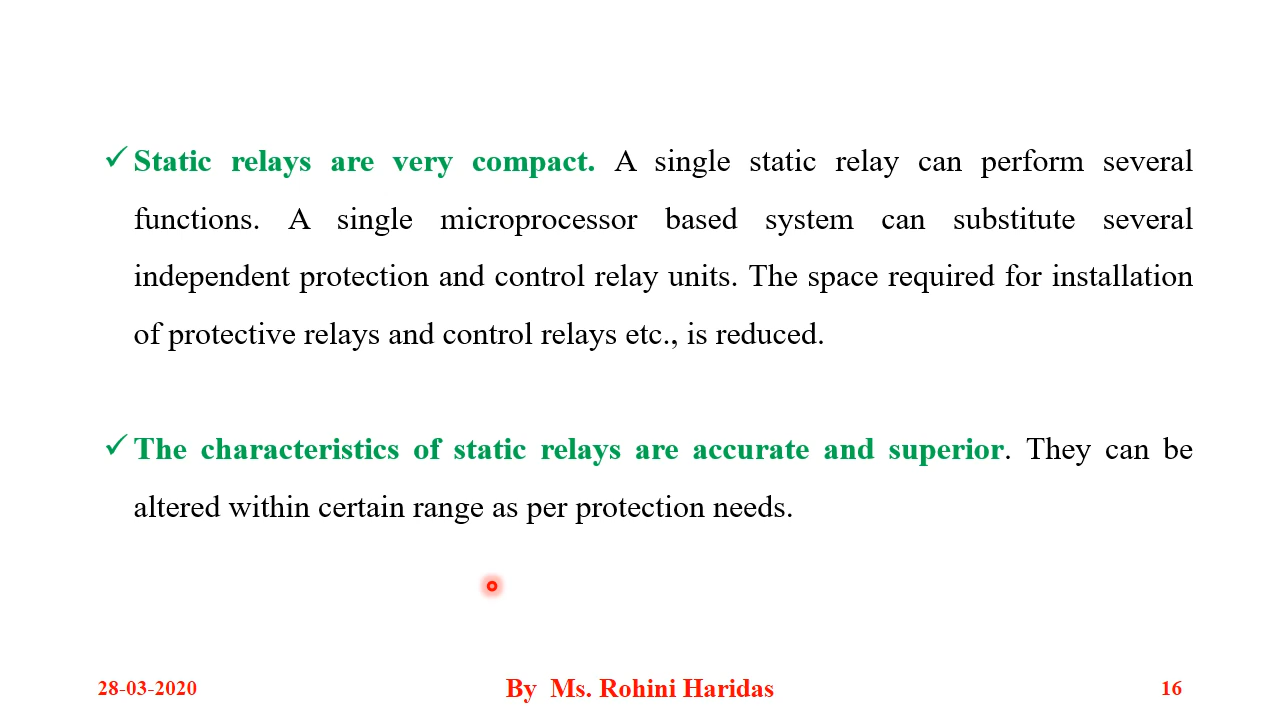 Static relays are very compact. A single static relay can perform several
functions. A single microprocessor based system can substitute several
independent protection and control relay units. The space required for installation
of protective relays and control relays etc., is reduced.
The characteristics of static relays are accurate and superior. They can be
altered within certain range as per protection needs.
28-03-2020
By Ms. Rohini Haridas
16